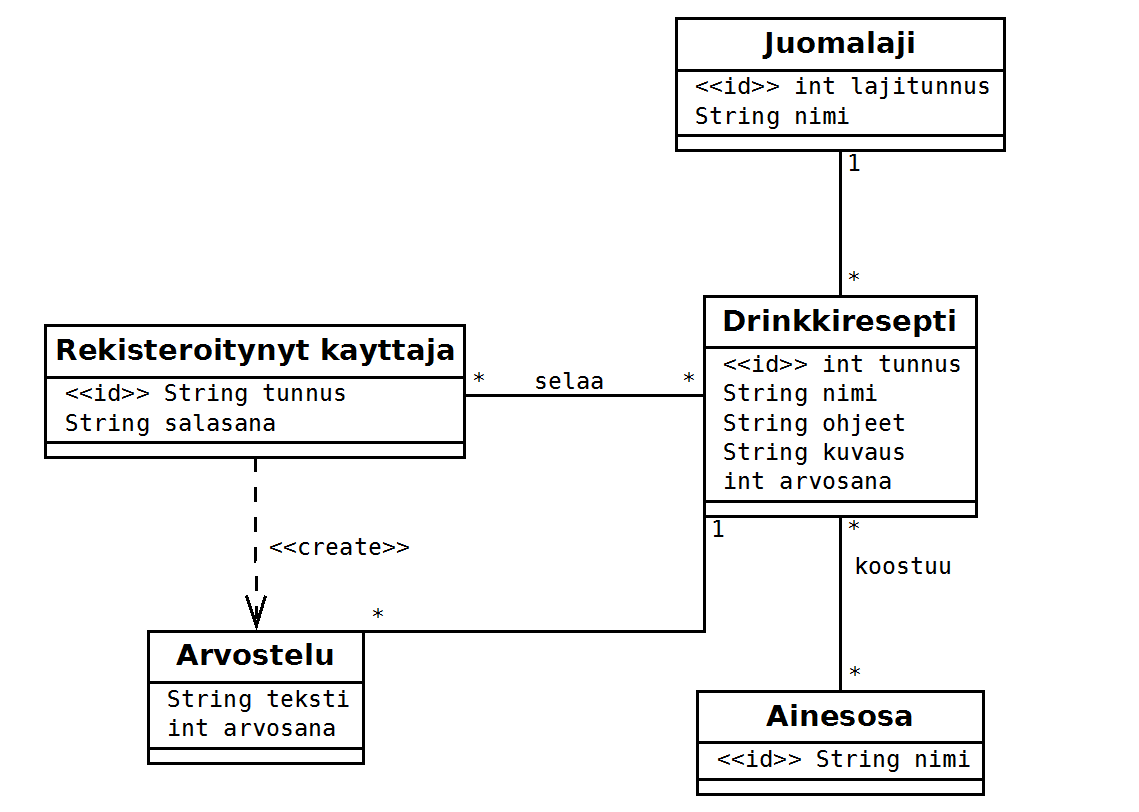 Juomalaji
<<id>> int lajitunnus
String nimi
1
*
Drinkkiresepti
<<id>> int tunnus
String nimi
String ohjeet
String kuvaus
int arvosana
Rekisteroitynyt kayttaja
<<id>> String tunnus
String salasana
* selaa *
1
*
koostuu
<<create>>
*
*
Arvostelu
String teksti
int arvosana
Ainesosa
<<id>> String nimi